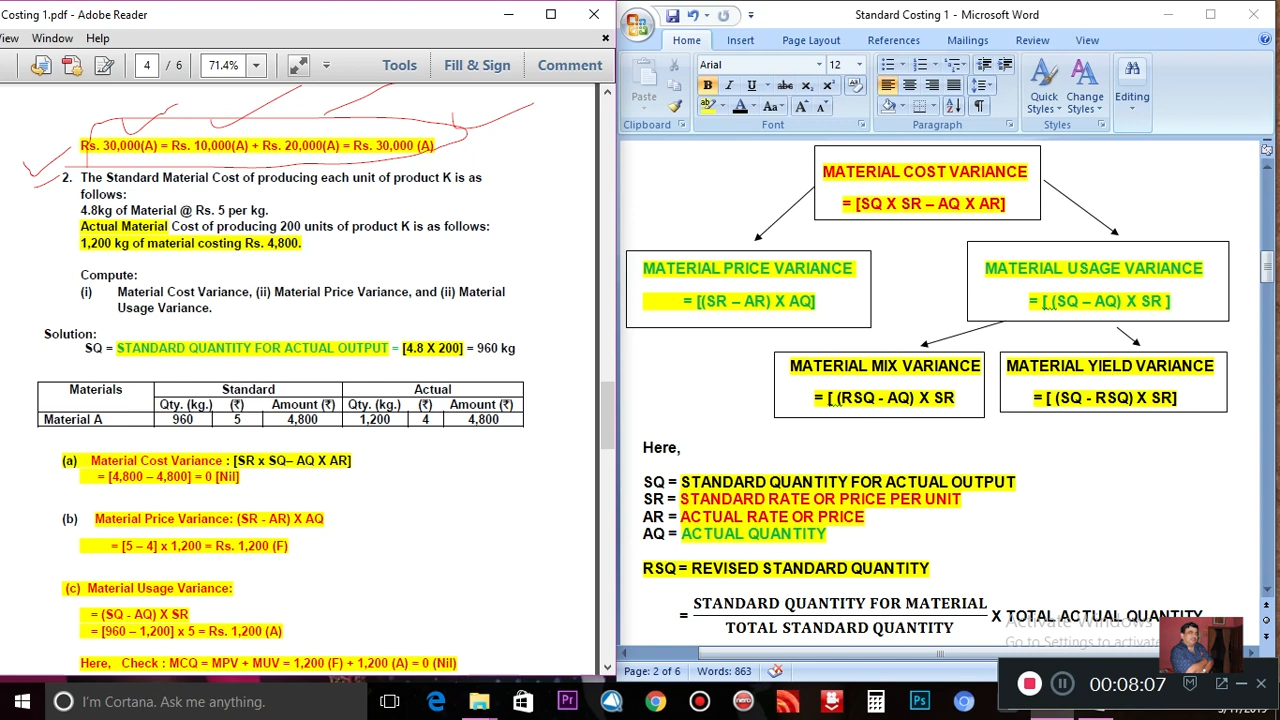 Costing 1.pdf - Adobe Reader
View Window Help
4 / 6 71.4% Tools Fill & Sign Comment
Rs. 30,000(A) = Rs. 10,000(A) + Rs. 20,000(A) = Rs. 30,000 (A)
2. The Standard Material Cost of producing each unit of product K is as
follows:
4.8kg of Material @ Rs. 5 per kg.
Actual Material Cost of producing 200 units of product K is as follows:
1,200 kg of material costing Rs. 4,800.
Compute:
(i) Material Cost Variance, (ii) Material Price Variance, and (ii) Material
Usage Variance.
Solution:
SQ = STANDARD QUANTITY FOR ACTUAL OUTPUT = [4.8 X 200] = 960 kg
Materials Standard Actual
Qty. (kg.) (₹) Amount (₹) Qty. (kg.) (₹) Amount (₹)
Material A 960 5 4,800 1,200 4 4,800
(a) Material Cost Variance : [SR x SQ– AQ X AR]
= [4,800 – 4,800] = 0 [Nil]
(b) Material Price Variance: (SR - AR) X AQ
= [5 – 4] x 1,200 = Rs. 1,200 (F)
(c) Material Usage Variance:
= (SQ - AQ) X SR
= [960 – 1,200] x 5 = Rs. 1,200 (A)
Here, Check : MCQ = MPV + MUV = 1,200 (F) + 1,200 (A) = 0 (Nil)
Standard Costing 1 - Microsoft Word
Home Insert Page Layout References Mailings Review View
Arial 12
Paste
Quick Styles
Change Styles
Editing
Clipboard Font Paragraph Styles
MATERIAL COST VARIANCE
= [SQ X SR – AQ X AR]
MATERIAL PRICE VARIANCE
= [(SR – AR) X AQ]
MATERIAL USAGE VARIANCE
= [ (SQ – AQ) X SR ]
MATERIAL MIX VARIANCE
= [ (RSQ - AQ) X SR
MATERIAL YIELD VARIANCE
= [ (SQ - RSQ) X SR]
Here,
SQ = STANDARD QUANTITY FOR ACTUAL OUTPUT
SR = STANDARD RATE OR PRICE PER UNIT
AR = ACTUAL RATE OR PRICE
AQ = ACTUAL QUANTITY
RSQ = REVISED STANDARD QUANTITY
= STANDARD QUANTITY FOR MATERIAL
TOTAL STANDARD QUANTITY
X TOTAL ACTUAL QUANTITY
Activate Windows
Go to Settings to activate
Page: 2 of 6 Words: 863
00:08:07
I'm Cortana. Ask me anything.